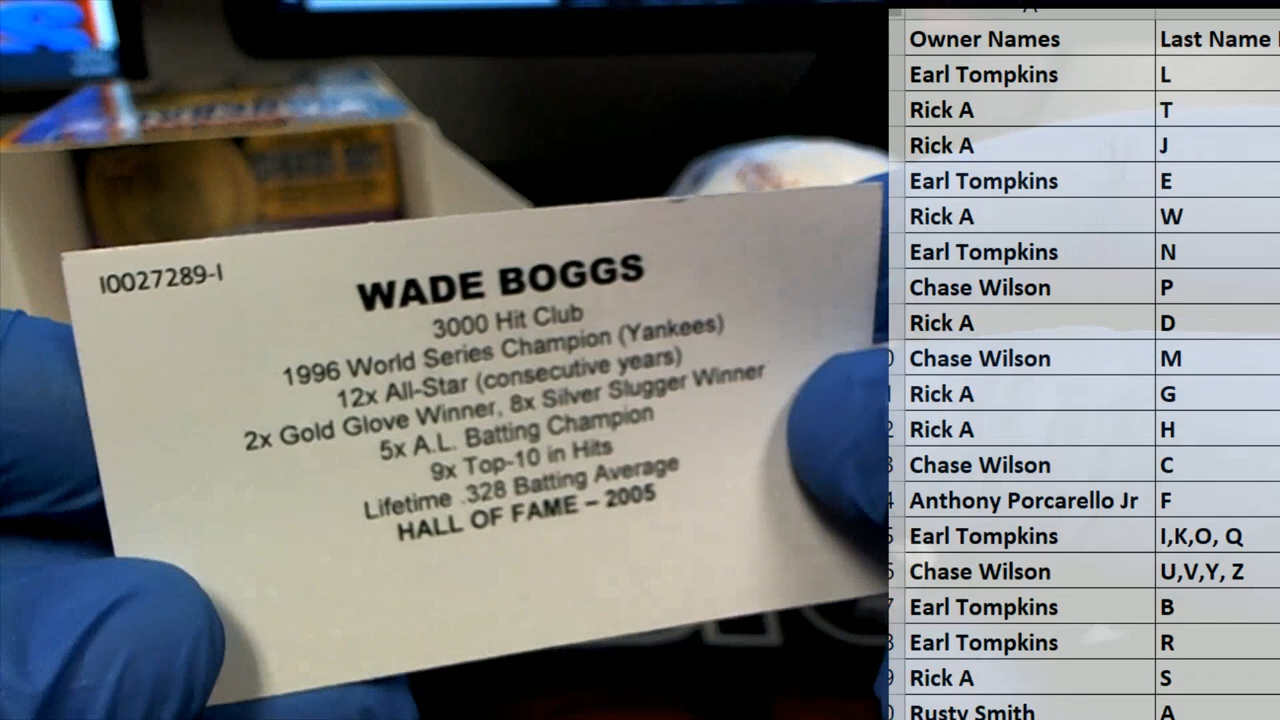 I0027289-I
WADE BOGGS
3000 Hit Club
1996 World Series Champion (Yankees)
12x All-Star (consecutive years)
2x Gold Glove Winner, 8x Silver Slugger Winner
5x A.L. Batting Champion
9x Top-10 in Hits
Lifetime .328 Batting Average
HALL OF FAME – 2005
Owner Names Last Name
Earl Tompkins L
Rick A T
Rick A J
Earl Tompkins E
Rick A W
Earl Tompkins N
Chase Wilson P
Rick A D
Chase Wilson M
Rick A G
Rick A H
Chase Wilson C
Anthony Porcarello Jr F
Earl Tompkins I,K,O, Q
Chase Wilson U,V,Y, Z
Earl Tompkins B
Earl Tompkins R
Rick A S
Rusty Smith A